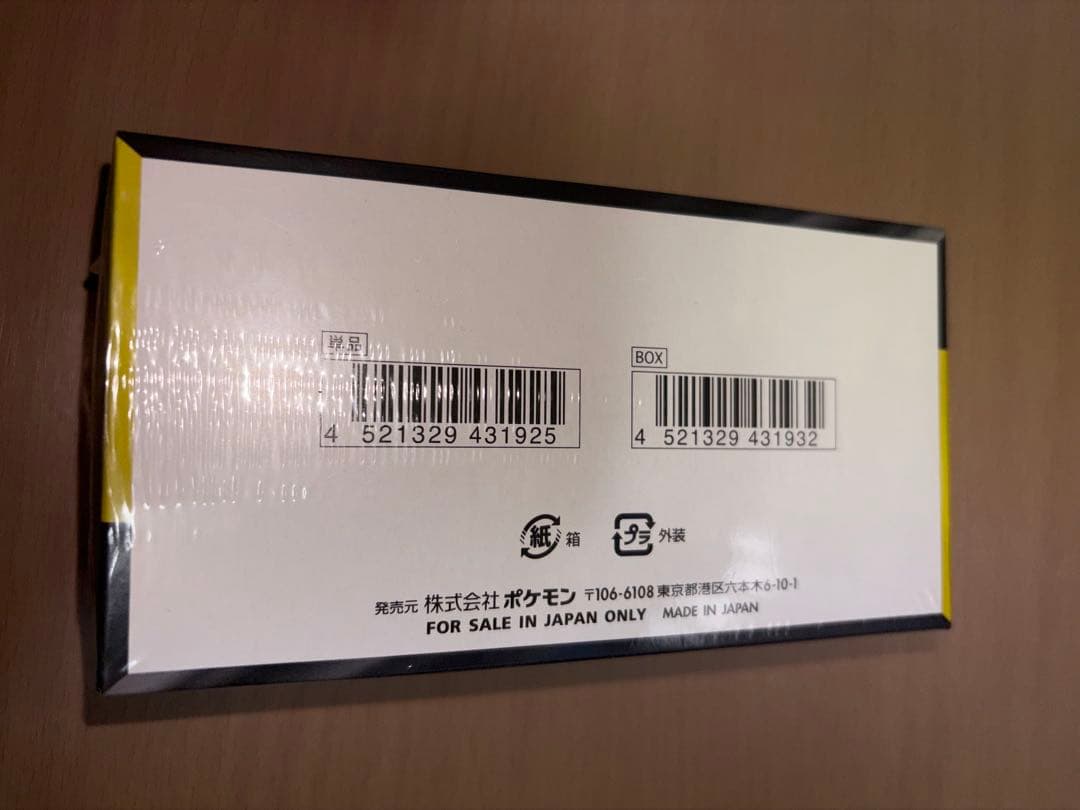 単品
4 521329 431925
BOX
4 521329 431932
紙 箱
プラ 外装
発売元 株式会社 ポケモン 〒106-6108 東京都港区六本木6-10-1
FOR SALE IN JAPAN ONLY MADE IN JAPAN